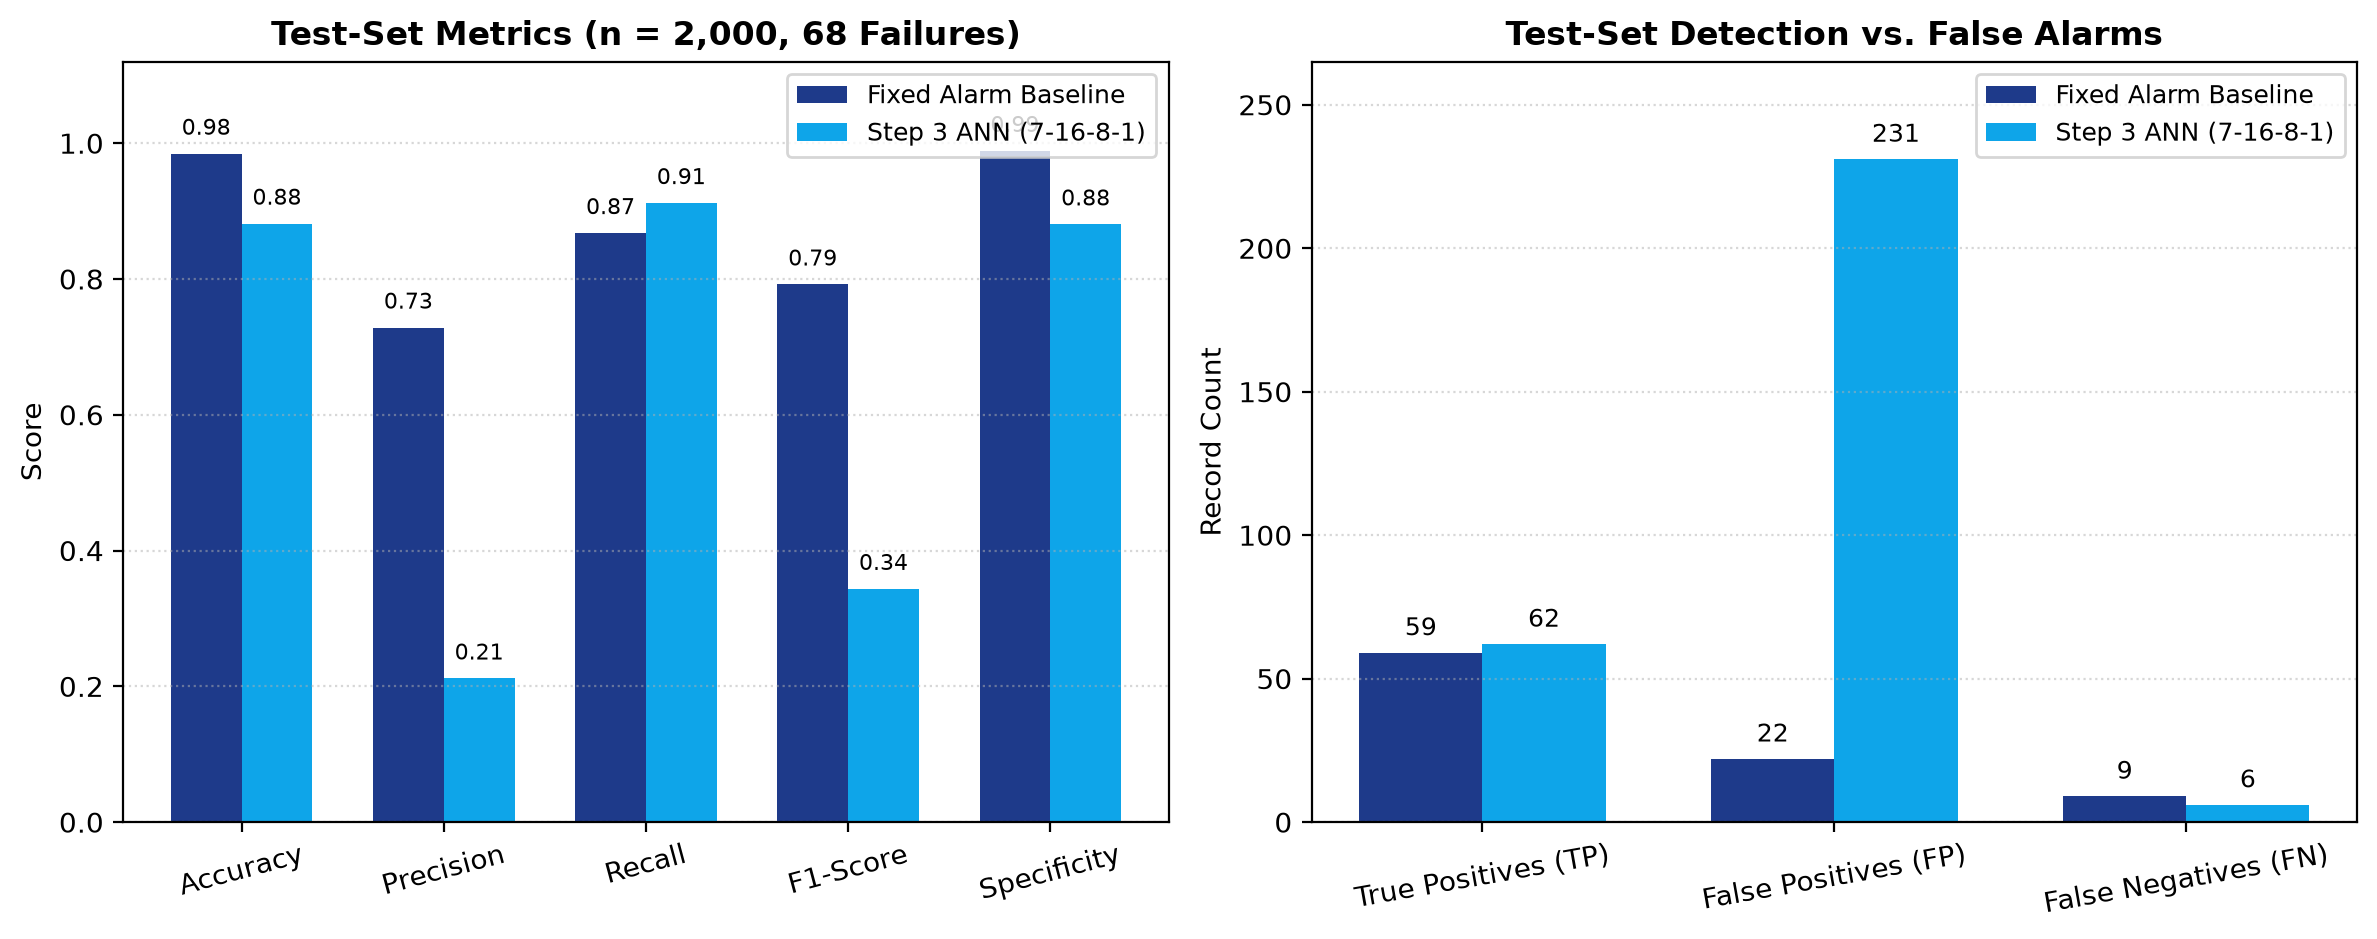 Test-Set Metrics (n = 2,000, 68 Failures)
Fixed Alarm Baseline
Step 3 ANN (7-16-8-1)
Score
1.0
0.8
0.6
0.4
0.2
0.0
0.98
0.88
0.73
0.21
0.87
0.91
0.79
0.34
0.99
0.88
Accuracy
Precision
Recall
F1-Score
Specificity
Test-Set Detection vs. False Alarms
Fixed Alarm Baseline
Step 3 ANN (7-16-8-1)
Record Count
250
200
150
100
50
0
59
62
22
231
9
6
True Positives (TP)
False Positives (FP)
False Negatives (FN)